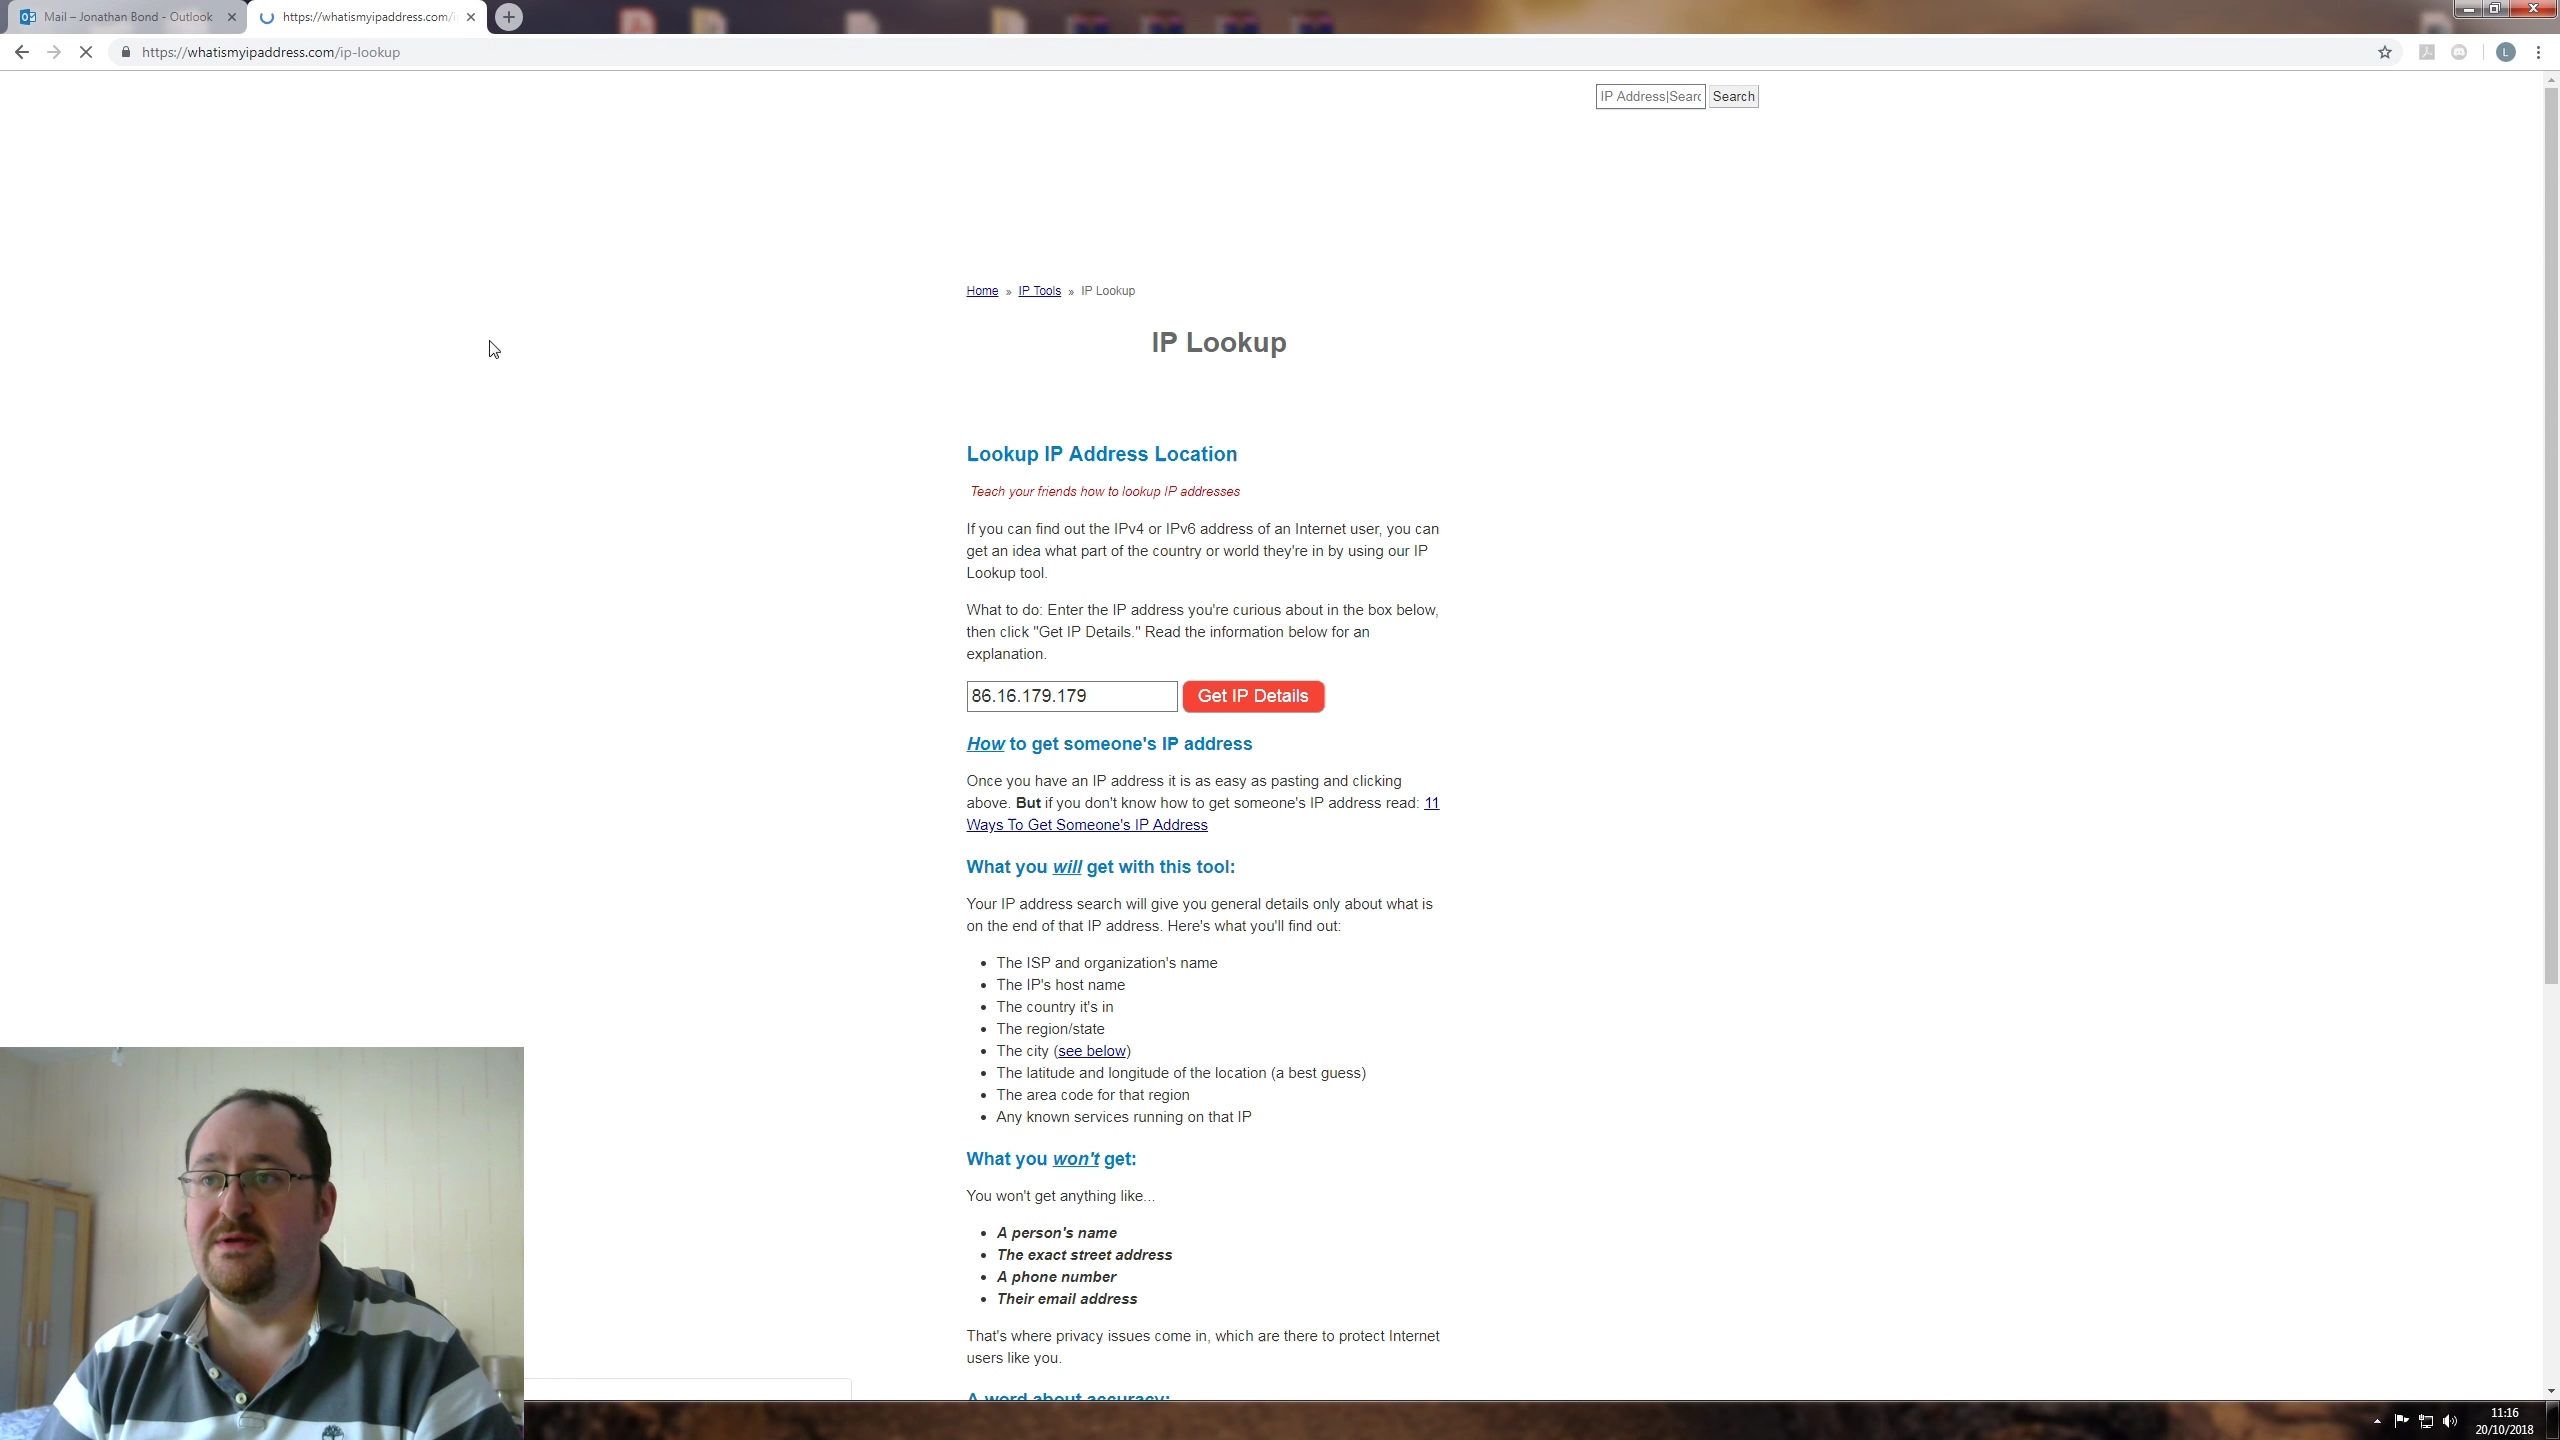 Mail – Jonathan Bond - Outlook
https://whatismyipaddress.com/i
https://whatismyipaddress.com/ip-lookup
L
IP Address|Searc
Search
Home » IP Tools » IP Lookup
IP Lookup
Lookup IP Address Location
Teach your friends how to lookup IP addresses
If you can find out the IPv4 or IPv6 address of an Internet user, you can
get an idea what part of the country or world they're in by using our IP
Lookup tool.
What to do: Enter the IP address you're curious about in the box below,
then click "Get IP Details." Read the information below for an
explanation.
86.16.179.179
Get IP Details
How to get someone's IP address
Once you have an IP address it is as easy as pasting and clicking
above. But if you don't know how to get someone's IP address read: 11
Ways To Get Someone's IP Address
What you will get with this tool:
Your IP address search will give you general details only about what is
on the end of that IP address. Here's what you'll find out:
• The ISP and organization's name
• The IP's host name
• The country it's in
• The region/state
• The city (see below)
• The latitude and longitude of the location (a best guess)
• The area code for that region
• Any known services running on that IP
What you won't get:
You won't get anything like...
• A person's name
• The exact street address
• A phone number
• Their email address
That's where privacy issues come in, which are there to protect Internet
users like you.
A word about accuracy:
11:16
20/10/2018